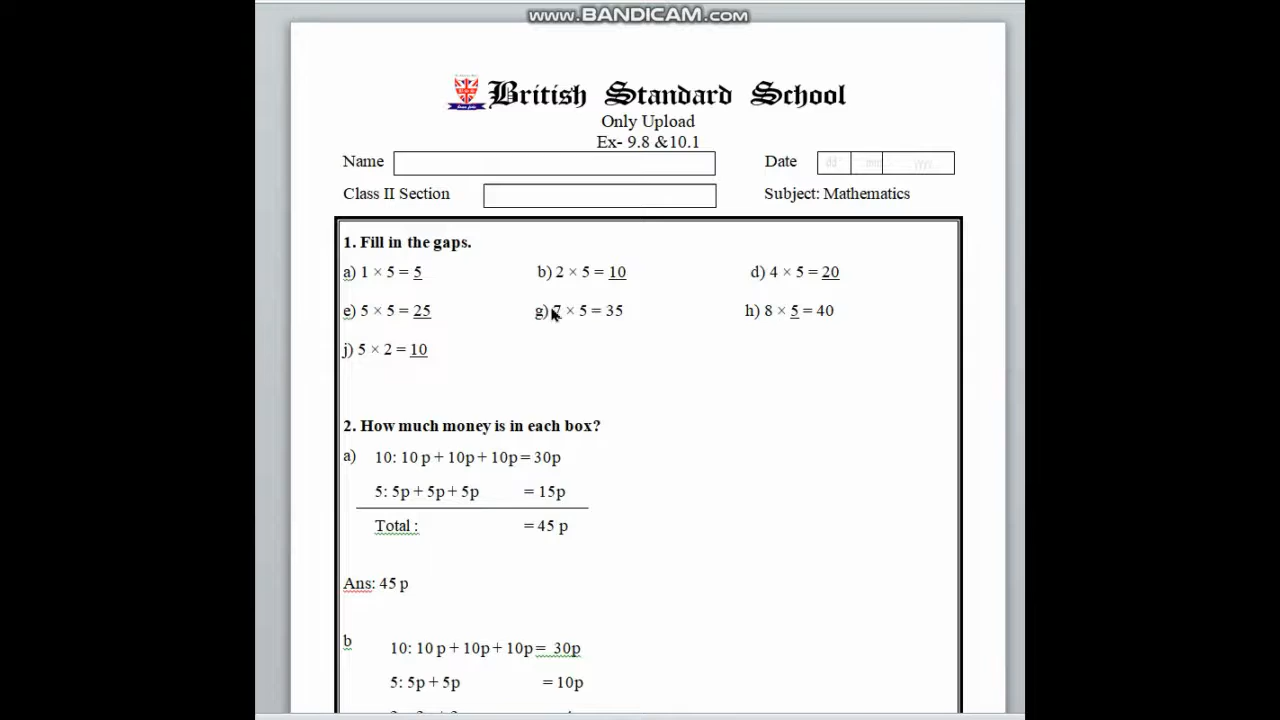 www.BANDICAM.com
British Standard School
Only Upload
Ex- 9.8 &10.1
Name
Date dd mm yyyy
Class II Section
Subject: Mathematics
1. Fill in the gaps.
a) 1 × 5 = 5 b) 2 × 5 = 10 d) 4 × 5 = 20
e) 5 × 5 = 25 g) 7 × 5 = 35 h) 8 × 5 = 40
j) 5 × 2 = 10
2. How much money is in each box?
a) 10: 10 p + 10p + 10p = 30p
5: 5p + 5p + 5p = 15p
Total : = 45 p
Ans: 45 p
b 10: 10 p + 10p + 10p = 30p
5: 5p + 5p = 10p